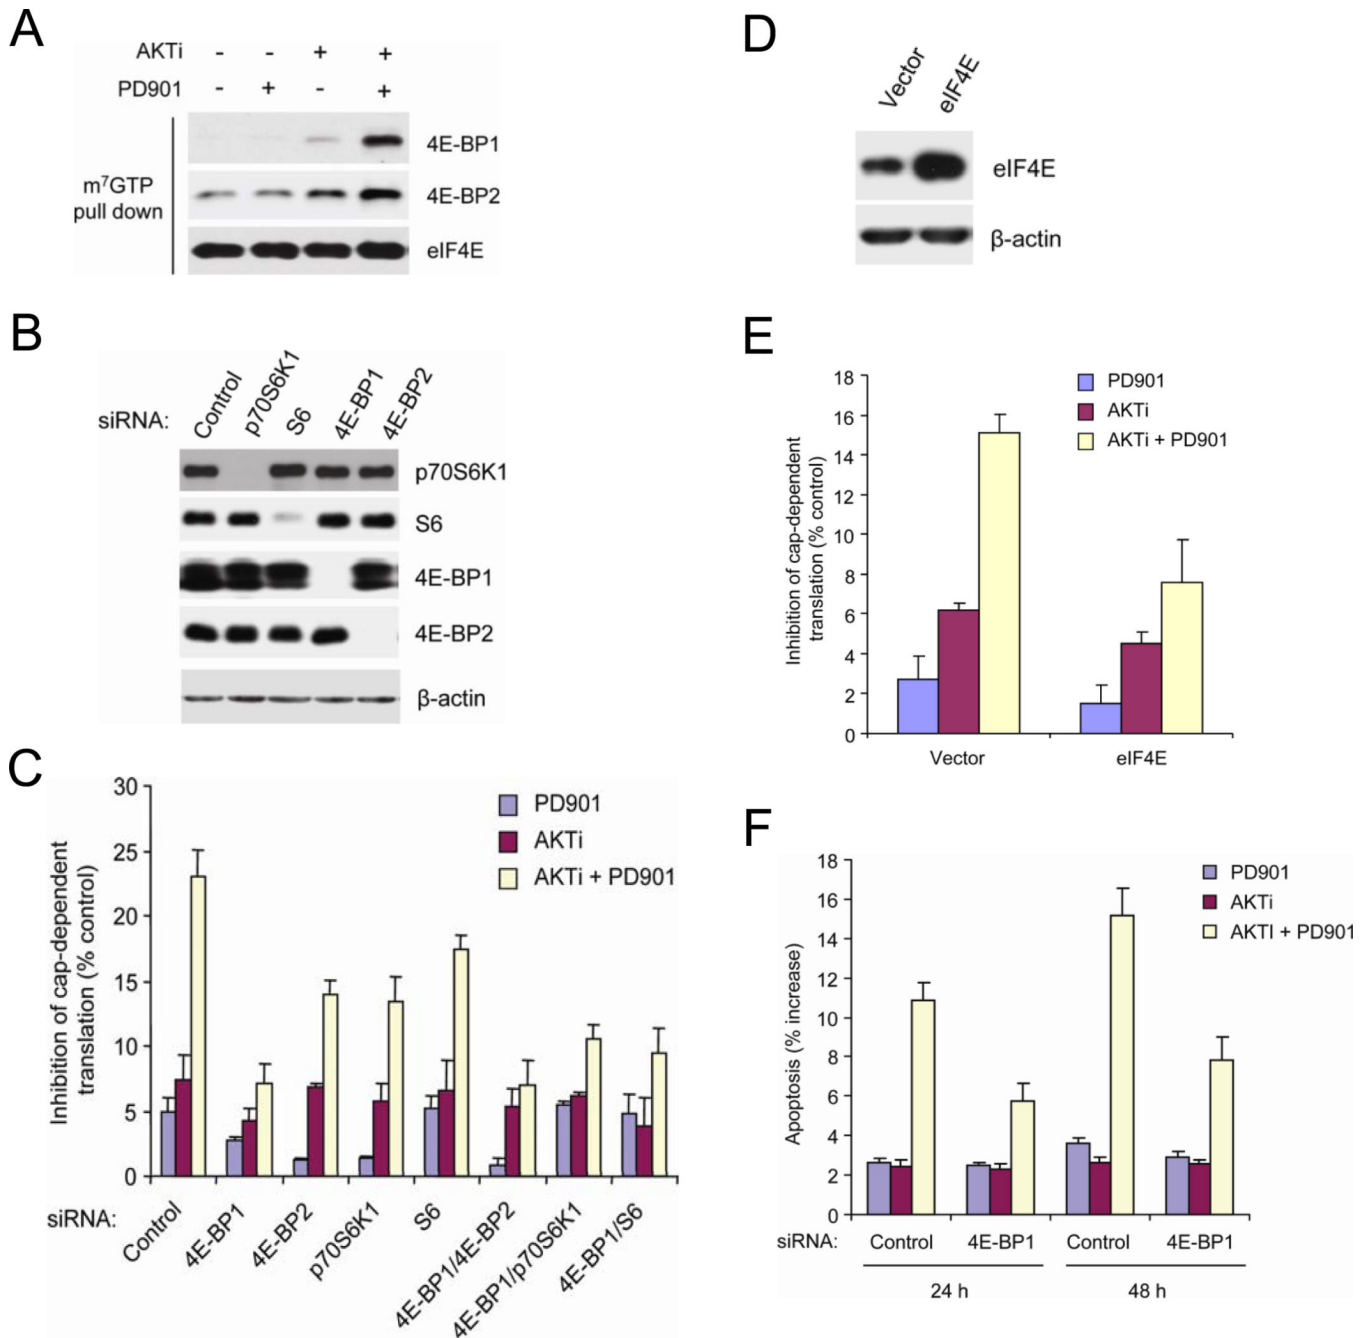 A
AKTi - - + +
PD901 - + - +
m⁷GTP
pull down
4E-BP1
4E-BP2
eIF4E
B
siRNA:
Control
p70S6K1
S6
4E-BP1
4E-BP2
p70S6K1
S6
4E-BP1
4E-BP2
β-actin
C
Inhibition of cap-dependent
translation (% control)
30
25
20
15
10
5
0
PD901
AKTi
AKTi + PD901
siRNA:
Control
4E-BP1
4E-BP2
p70S6K1
S6
4E-BP1/4E-BP2
4E-BP1/p70S6K1
4E-BP1/S6
D
Vector
eIF4E
eIF4E
β-actin
E
Inhibition of cap-dependent
translation (% control)
18
16
14
12
10
8
6
4
2
0
PD901
AKTi
AKTi + PD901
Vector eIF4E
F
Apoptosis (% increase)
18
16
14
12
10
8
6
4
2
0
PD901
AKTi
AKTI + PD901
siRNA: Control 4E-BP1 Control 4E-BP1
24 h 48 h